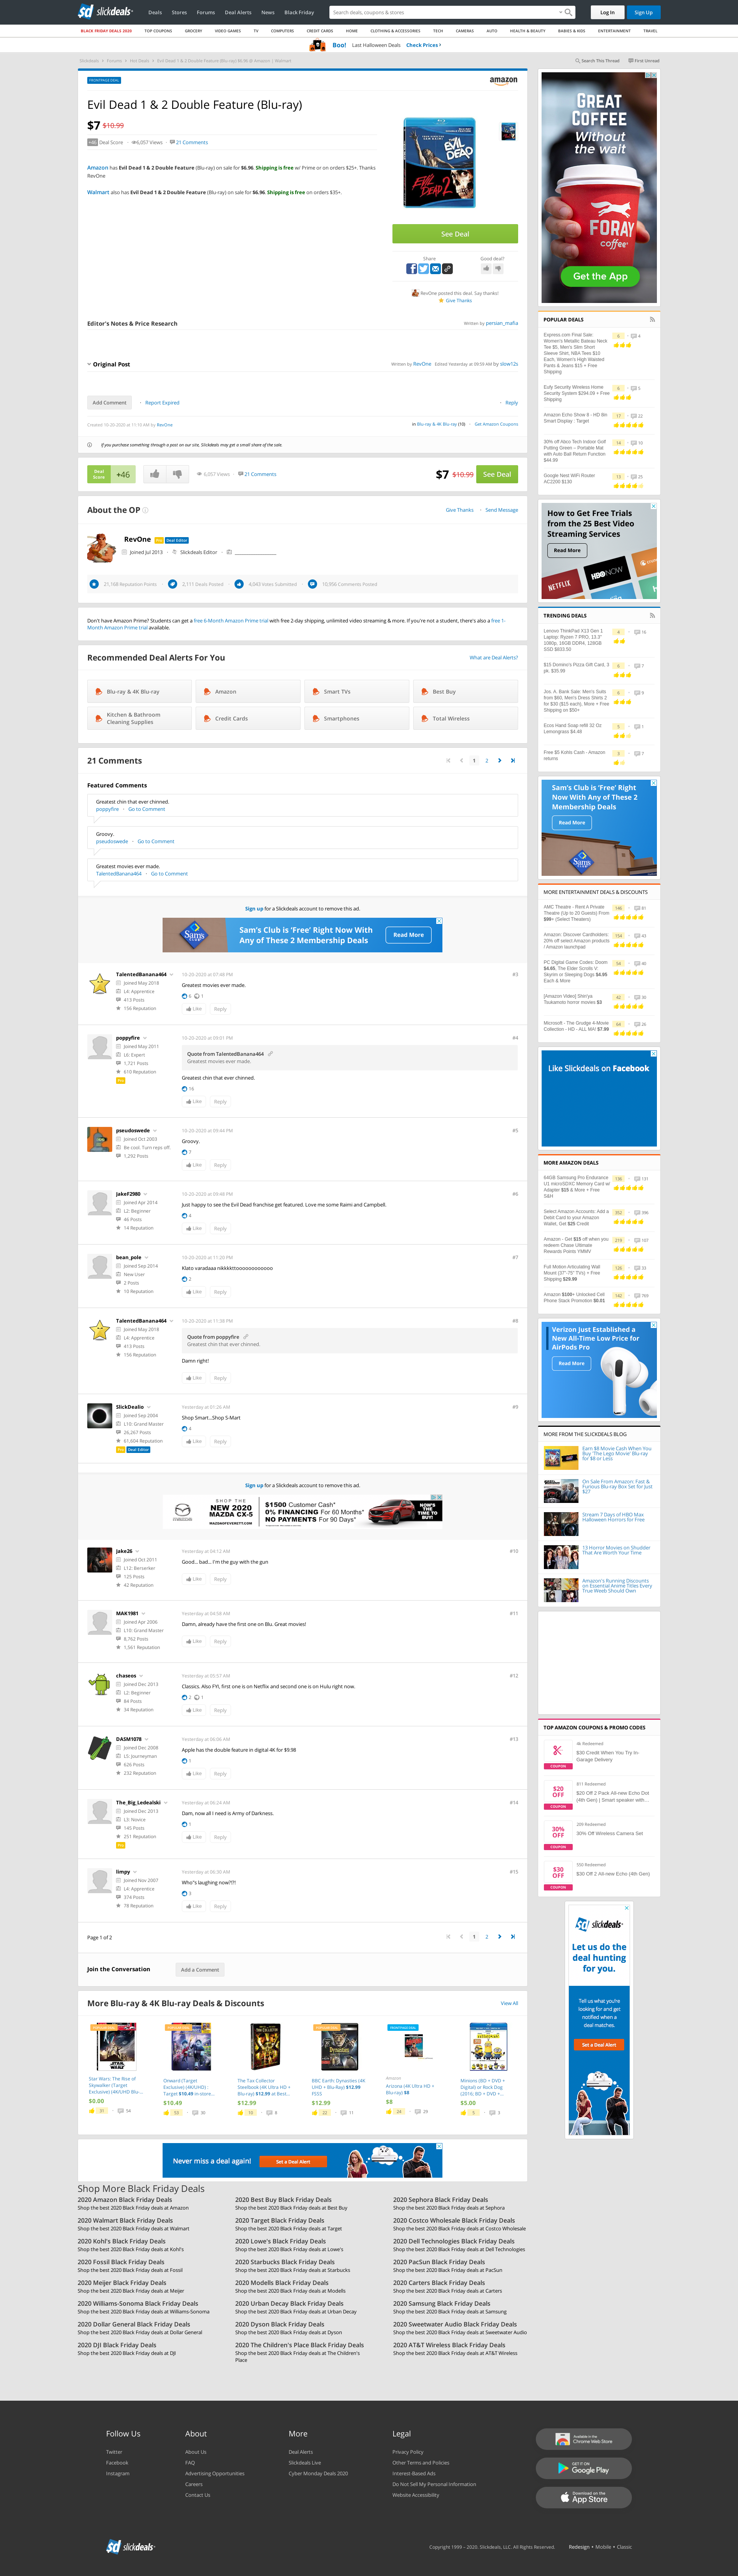 slickdeals
Deals Stores Forums Deal Alerts News Black Friday
Search deals, coupons & stores
Log In Sign Up
BLACK FRIDAY DEALS 2020 TOP COUPONS GROCERY VIDEO GAMES TV COMPUTERS CREDIT CARDS HOME CLOTHING & ACCESSORIES TECH CAMERAS AUTO HEALTH & BEAUTY BABIES & KIDS ENTERTAINMENT TRAVEL
Boo! Last Halloween Deals Check Prices
Search This Thread First Unread
FRONTPAGE DEAL
amazon
Evil Dead 1 & 2 Double Feature (Blu-ray)
$7 $10.99
+46 Deal Score 6,057 Views 21 Comments
Amazon has Evil Dead 1 & 2 Double Feature (Blu-ray) on sale for $6.96. Shipping is free w/ Prime or on orders $25+. Thanks
RevOne
Walmart also has Evil Dead 1 & 2 Double Feature (Blu-ray) on sale for $6.96. Shipping is free on orders $35+.
See Deal
Share Good deal?
RevOne posted this deal. Say thanks!
Give Thanks
Editor's Notes & Price Research
Written by persian_mafia
Original Post
Written by RevOne Edited Yesterday at 09:59 AM by slow12s
Add Comment Report Expired Reply
Created 10-20-2020 at 11:10 AM by RevOne
in Blu-ray & 4K Blu-ray (10) Get Amazon Coupons
If you purchase something through a post on our site, Slickdeals may get a small share of the sale.
Deal Score +46
6,057 Views 21 Comments
$7 $10.99 See Deal
About the OP
Give Thanks Send Message
RevOne Pro Deal Editor
Joined Jul 2013 Slickdeals Editor
21,168 Reputation Points 2,111 Deals Posted 4,943 Votes Submitted 10,956 Comments Posted
Don't have Amazon Prime? Students can get a free 6-Month Amazon Prime trial with free 2-day shipping, unlimited video streaming & more. If you're not a student, there's also a free 1-
Month Amazon Prime trial available.
Recommended Deal Alerts For You
What are Deal Alerts?
Blu-ray & 4K Blu-ray Amazon Smart TVs Best Buy
Kitchen & Bathroom Cleaning Supplies Credit Cards Smartphones Total Wireless
21 Comments
1 2
Featured Comments
Greatest chin that ever chinned.
poppyfire Go to Comment
Groovy.
pseudoswede Go to Comment
Greatest movies ever made.
TalentedBanana464 Go to Comment
Sign up for a Slickdeals account to remove this ad.
Sam's Club is 'Free' Right Now With
Any of These 2 Membership Deals
Read More
TalentedBanana464 10-20-2020 at 07:46 PM #3
Joined May 2018
L4: Apprentice
413 Posts
156 Reputation
Greatest movies ever made.
6 1
Like Reply
poppyfire 10-20-2020 at 09:01 PM #4
Joined May 2011
L6: Expert
1,721 Posts
610 Reputation
Pro
Quote from TalentedBanana464
Greatest movies ever made.
Greatest chin that ever chinned.
16
Like Reply
pseudoswede 10-20-2020 at 09:44 PM #5
Joined Oct 2003
Be cool. Turn reps off.
1,292 Posts
Groovy.
7
Like Reply
JakeF2980 10-20-2020 at 09:48 PM #6
Joined Apr 2014
L2: Beginner
46 Posts
14 Reputation
Just happy to see the Evil Dead franchise get featured. Love me some Raimi and Campbell.
4
Like Reply
bean_pole 10-20-2020 at 11:20 PM #7
Joined Sep 2014
New User
2 Posts
10 Reputation
Klato varadaaa nikkkkttooooooooooooo
2
Like Reply
TalentedBanana464 10-20-2020 at 11:38 PM #8
Joined May 2018
L4: Apprentice
413 Posts
156 Reputation
Quote from poppyfire
Greatest chin that ever chinned.
Damn right!
Like Reply
SlickDealio Yesterday at 01:26 AM #9
Joined Sep 2004
L10: Grand Master
26,267 Posts
61,604 Reputation
Pro Deal Editor
Shop Smart...Shop S-Mart
4
Like Reply
Sign up for a Slickdeals account to remove this ad.
SHOP THE NEW 2020 MAZDA CX-5
$1500 Customer Cash*
0% FINANCING For 60 Months*
NO PAYMENTS For 90 Days*
NOW'S THE TIME TO BUY!
Jake26 Yesterday at 04:12 AM #10
Joined Oct 2011
L12: Berserker
125 Posts
42 Reputation
Good... bad... I'm the guy with the gun
Like Reply
MAK1981 Yesterday at 04:58 AM #11
Joined Apr 2006
L10: Grand Master
8,762 Posts
1,561 Reputation
Damn, already have the first one on Blu. Great movies!
Like Reply
chaseos Yesterday at 05:57 AM #12
Joined Dec 2013
L2: Beginner
84 Posts
34 Reputation
Classics. Also FYI, first one is on Netflix and second one is on Hulu right now.
2 1
Like Reply
DASM1078 Yesterday at 06:06 AM #13
Joined Dec 2008
L5: Journeyman
626 Posts
232 Reputation
Apple has the double feature in digital 4K for $9.98
1
Like Reply
The_Big_Ledealski Yesterday at 06:24 AM #14
Joined Dec 2013
L3: Novice
145 Posts
251 Reputation
Pro
Dam, now all I need is Army of Darkness.
1
Like Reply
limpy Yesterday at 06:30 AM #15
Joined Nov 2007
L4: Apprentice
374 Posts
78 Reputation
Who''s laughing now?!?!
3
Like Reply
Page 1 of 2 1 2
Join the Conversation Add a Comment
More Blu-ray & 4K Blu-ray Deals & Discounts View All
Star Wars: The Rise of Skywalker (Target Exclusive) (4K/UHD Blu-...
$0.00
Onward (Target Exclusive) (4K/UHD): Target $10.49 in-store...
$10.49
The Tax Collector Steelbook (4K Ultra HD + Blu-ray) $12.99 at Best...
$12.99
BBC Earth: Dynasties (4K UHD + Blu-Ray) $12.99 FSSS
$12.99
Amazon
Arizona (4K Ultra HD + Blu-ray) $8
$8
Minions (BD + DVD + Digital) or Rock Dog (2016; BD + DVD +...
$5.00
Never miss a deal again! Set a Deal Alert
Shop More Black Friday Deals
2020 Amazon Black Friday Deals
Shop the best 2020 Black Friday deals at Amazon
2020 Best Buy Black Friday Deals
Shop the best 2020 Black Friday deals at Best Buy
2020 Sephora Black Friday Deals
Shop the best 2020 Black Friday deals at Sephora
2020 Walmart Black Friday Deals
Shop the best 2020 Black Friday deals at Walmart
2020 Target Black Friday Deals
Shop the best 2020 Black Friday deals at Target
2020 Costco Wholesale Black Friday Deals
Shop the best 2020 Black Friday deals at Costco Wholesale
2020 Kohl's Black Friday Deals
Shop the best 2020 Black Friday deals at Kohl's
2020 Lowe's Black Friday Deals
Shop the best 2020 Black Friday deals at Lowe's
2020 Dell Technologies Black Friday Deals
Shop the best 2020 Black Friday deals at Dell Technologies
2020 Fossil Black Friday Deals
Shop the best 2020 Black Friday deals at Fossil
2020 Starbucks Black Friday Deals
Shop the best 2020 Black Friday deals at Starbucks
2020 PacSun Black Friday Deals
Shop the best 2020 Black Friday deals at PacSun
2020 Meijer Black Friday Deals
Shop the best 2020 Black Friday deals at Meijer
2020 Modells Black Friday Deals
Shop the best 2020 Black Friday deals at Modells
2020 Carters Black Friday Deals
Shop the best 2020 Black Friday deals at Carters
2020 Williams-Sonoma Black Friday Deals
Shop the best 2020 Black Friday deals at Williams-Sonoma
2020 Urban Decay Black Friday Deals
Shop the best 2020 Black Friday deals at Urban Decay
2020 Samsung Black Friday Deals
Shop the best 2020 Black Friday deals at Samsung
2020 Dollar General Black Friday Deals
Shop the best 2020 Black Friday deals at Dollar General
2020 Dyson Black Friday Deals
Shop the best 2020 Black Friday deals at Dyson
2020 Sweetwater Audio Black Friday Deals
Shop the best 2020 Black Friday deals at Sweetwater Audio
2020 DJI Black Friday Deals
Shop the best 2020 Black Friday deals at DJI
2020 The Children's Place Black Friday Deals
Shop the best 2020 Black Friday deals at The Children's
Place
2020 AT&T Wireless Black Friday Deals
Shop the best 2020 Black Friday deals at AT&T Wireless
GREAT COFFEE
Without the wait
FORAY coffee
Get the App
POPULAR DEALS
Express.com Final Sale: Women's Metallic Bateau Neck Tee $5, Men's Slim Short Sleeve Shirt, NBA Tees $10 Each, Women's High Waisted Pants & Jeans $15 + Free Shipping
Eufy Security Wireless Home Security System $294.09 + Free Shipping
Amazon Echo Show 8 - HD 8in Smart Display : Target
30% off Abco Tech Indoor Golf Putting Green – Portable Mat with Auto Ball Return Function $44.99
Google Nest WiFi Router AC2200 $130
How to Get Free Trials from the 25 Best Video Streaming Services
Read More
NETFLIX HBO NOW
TRENDING DEALS
Lenovo ThinkPad X13 Gen 1 Laptop: Ryzen 7 PRO, 13.3" 1080p, 16GB DDR4, 128GB SSD $833.50
$15 Domino's Pizza Gift Card, 3 pk. $35.99
Jos. A. Bank Sale: Men's Suits from $60, Men's Dress Shirts 2 for $30 ($15 each), More + Free Shipping on $50+
Ecos Hand Soap refill 32 Oz Lemongrass $4.49
Free $5 Kohls Cash - Amazon returns
Sam's Club is 'Free' Right Now With Any of These 2 Membership Deals
Read More
MORE ENTERTAINMENT DEALS & DISCOUNTS
AMC Theatre - Rent A Private Theatre (Up to 20 Guests) From $99+ (Select Theaters)
Amazon: Discover Cardholders: 20% off select Amazon products / Amazon launchpad
PC Digital Game Codes: Doom $4.65, The Elder Scrolls V: Skyrim or Sleeping Dogs $4.95 Each & More
[Amazon Video] Shin'ya Tsukamoto horror movies $3
Microsoft - The Grudge 4-Movie Collection - HD - ALL MA! $7.99
Like Slickdeals on Facebook
MORE AMAZON DEALS
64GB Samsung Pro Endurance U1 microSDXC Memory Card w/ Adapter $15 & More + Free S&H
Select Amazon Accounts: Add a Debit Card to your Amazon Wallet, Get $25 Credit
Amazon - Get $15 off when you redeem Chase Ultimate Rewards Points YMMV
Full Motion Articulating Wall Mount (37"-75" TVs) + Free Shipping $29.99
Amazon $100+ Unlocked Cell Phone Stack Promotion $0.01
Verizon Just Established a New All-Time Low Price for AirPods Pro
Read More
MORE FROM THE SLICKDEALS BLOG
Earn $8 Movie Cash When You Buy 'The Lego Movie' Blu-ray for $8 or Less
On Sale From Amazon: Fast & Furious Blu-ray Box Set for Just $27
Stream 7 Days of HBO Max Halloween Horrors for Free
13 Horror Movies on Shudder That Are Worth Your Time
Amazon's Running Discounts on Essential Anime Titles Every True Weeb Should Own
TOP AMAZON COUPONS & PROMO CODES
4k Redeemed
$30 Credit When You Try In-Garage Delivery
COUPON
811 Redeemed
$20 OFF
$20 Off 2 Pack All-new Echo Dot (4th Gen) | Smart speaker with...
COUPON
209 Redeemed
30% OFF
30% Off Wireless Camera Set
COUPON
550 Redeemed
$30 OFF
$30 Off 2 All-new Echo (4th Gen)
COUPON
slickdeals
Let us do the deal hunting for you.
Tell us what you're looking for and get notified when a deal matches.
Set a Deal Alert
Follow Us
Twitter
Facebook
Instagram
About
About Us
FAQ
Advertising Opportunities
Careers
Contact Us
More
Deal Alerts
Slickdeals Live
Cyber Monday Deals 2020
Legal
Privacy Policy
Other Terms and Policies
Interest-Based Ads
Do Not Sell My Personal Information
Website Accessibility
Available in the Chrome Web Store
GET IT ON Google Play
Download on the App Store
slickdeals
Copyright 1999 - 2020. Slickdeals, LLC. All Rights Reserved. Redesign • Mobile • Classic